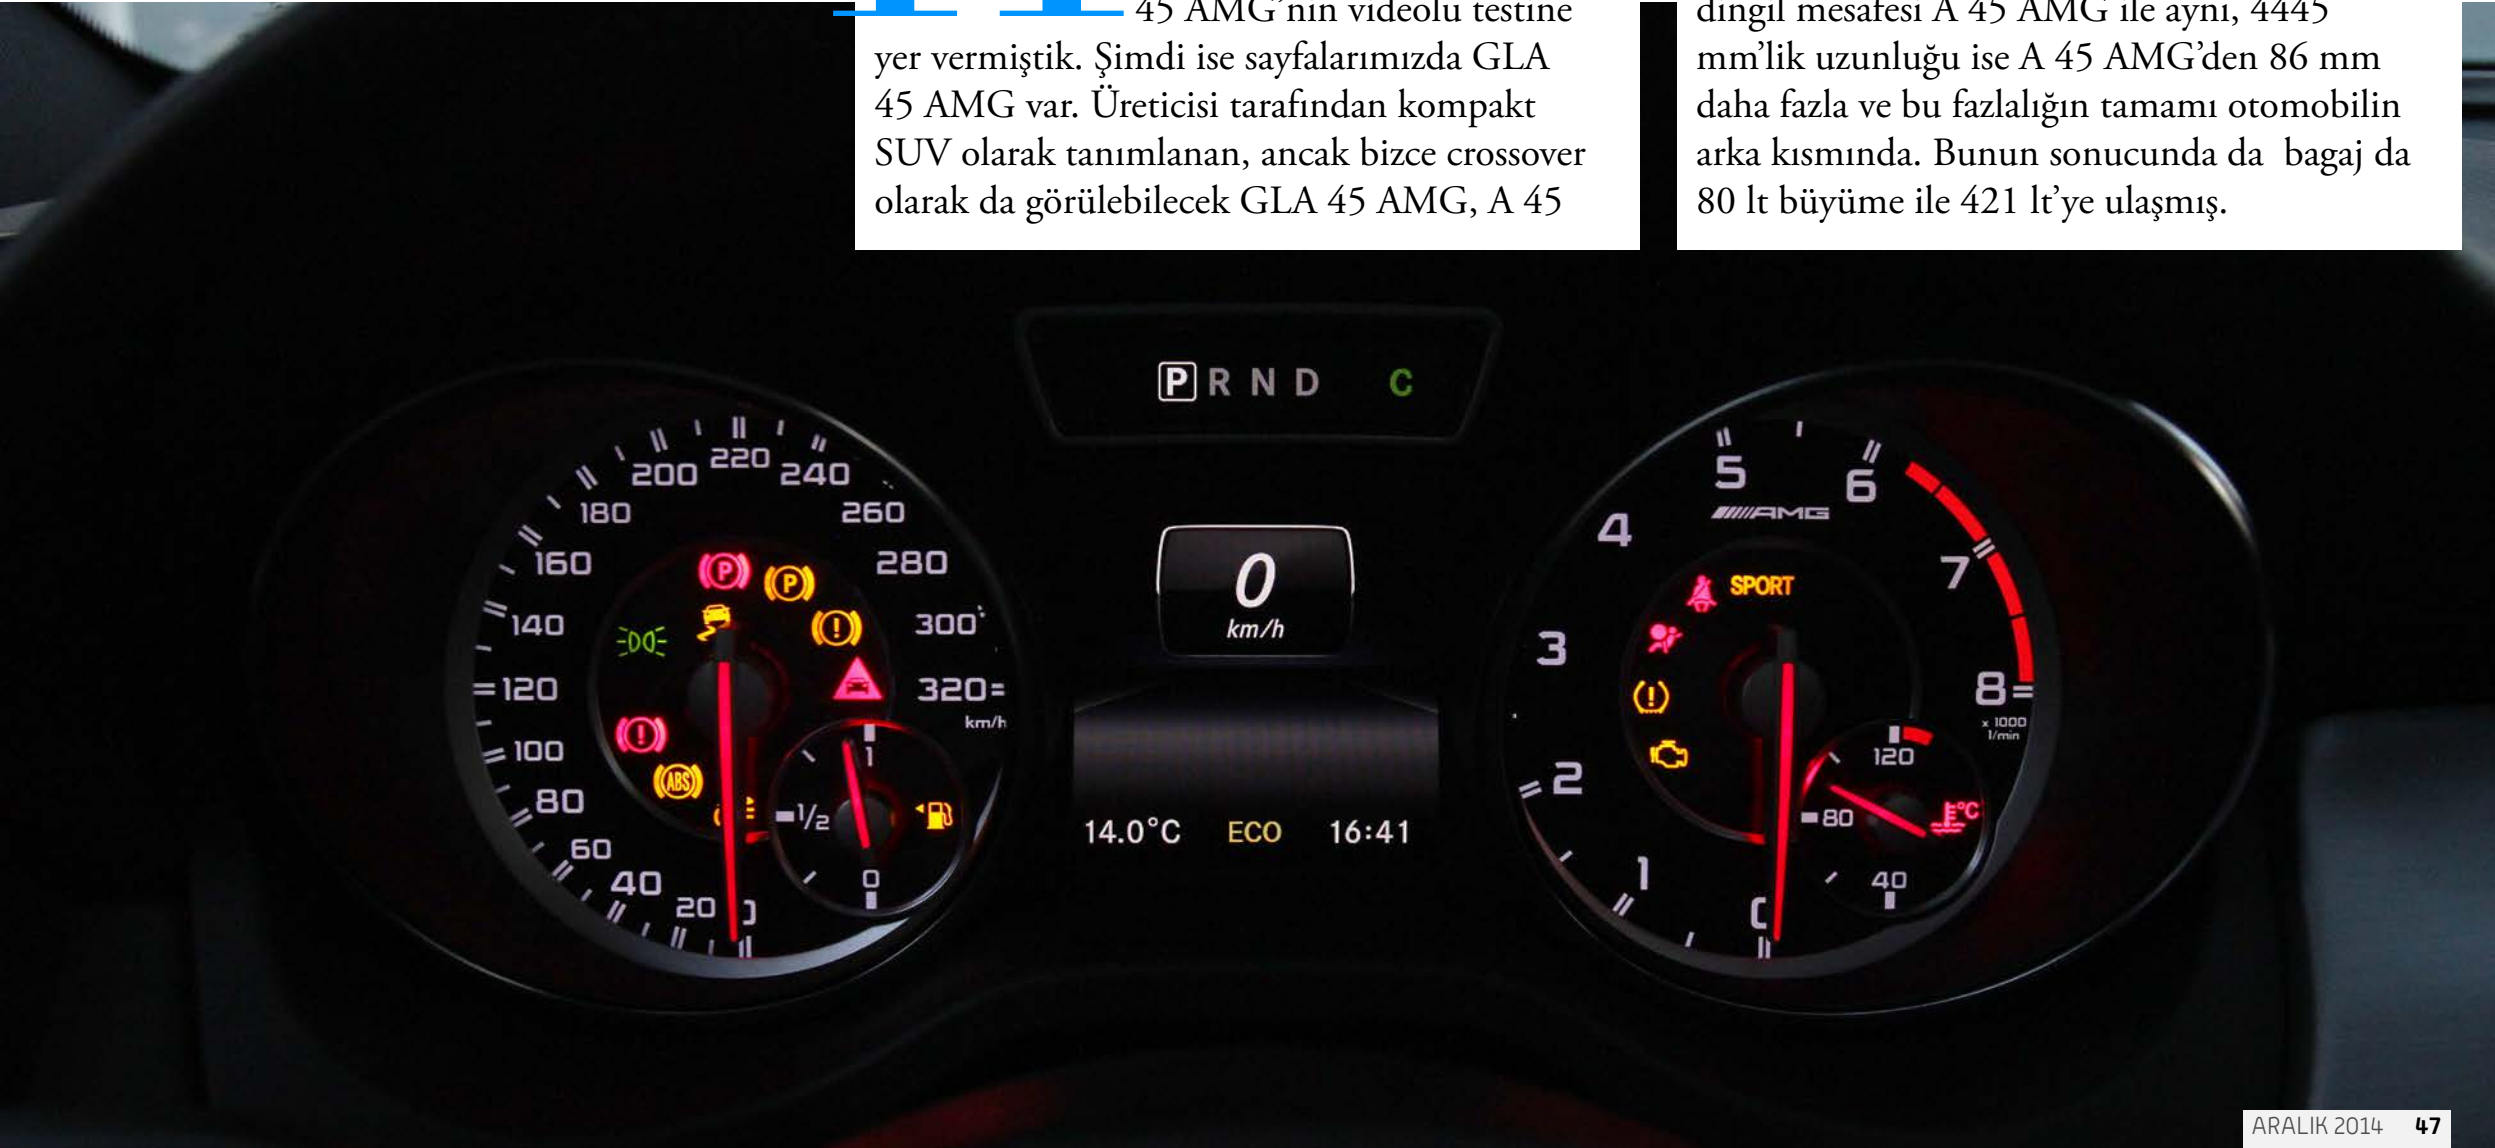 45 AMG'nin videolu testine
yer vermiştik. Şimdi ise sayfalarımızda GLA
45 AMG var. Üreticisi tarafından kompakt
SUV olarak tanımlanan, ancak bizce crossover
olarak da görülebilecek GLA 45 AMG, A 45
dingil mesafesi A 45 AMG ile aynı, 4445
mm'lik uzunluğu ise A 45 AMG'den 86 mm
daha fazla ve bu fazlalığın tamamı otomobilin
arka kısmında. Bunun sonucunda da bagaj da
80 lt büyüme ile 421 lt'ye ulaşmış.
P R N D C
20
40
60
80
100
120
140
160
180
200
220
240
260
280
300
320
km/h
P
P
ABS
1
1/2
0
0
km/h
14.0°C ECO 16:41
1
2
3
4
5
6
7
8
x 1000
1/min
AMG
SPORT
120
80
40
°C
ARALIK 2014 47